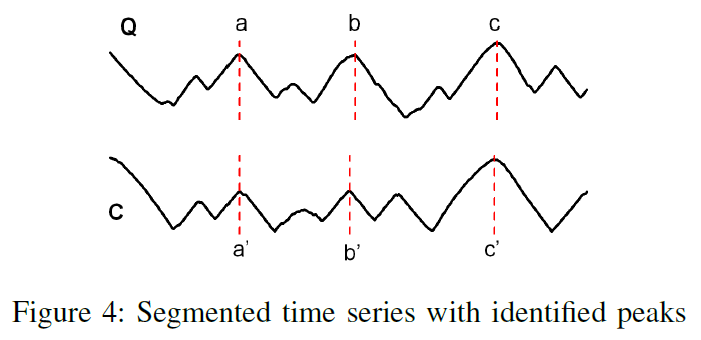 Q a b c
C
a’ b’ c’
Figure 4: Segmented time series with identified peaks